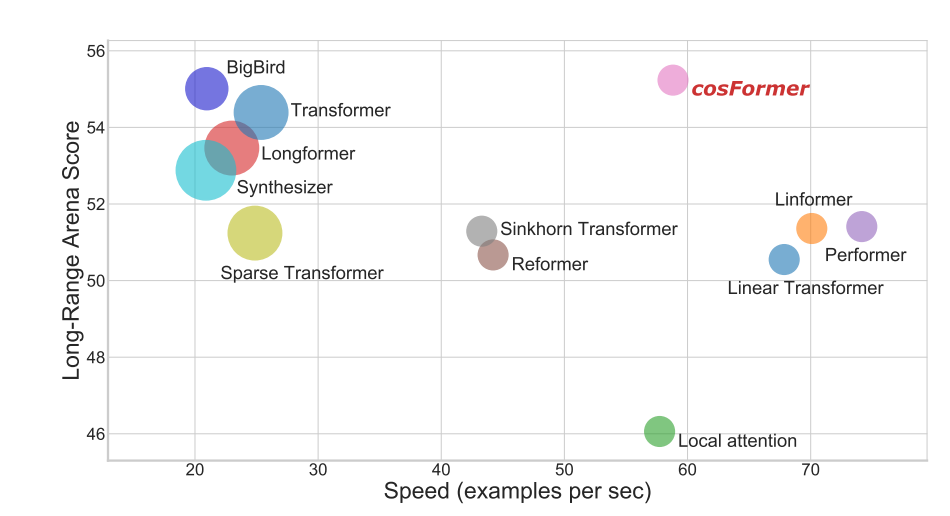 56
54
52
50
48
46
Long-Range Arena Score
BigBird
cosFormer
Transformer
Longformer
Synthesizer
Linformer
Sinkhorn Transformer
Performer
Reformer
Sparse Transformer
Linear Transformer
Local attention
20 30 40 50 60 70
Speed (examples per sec)